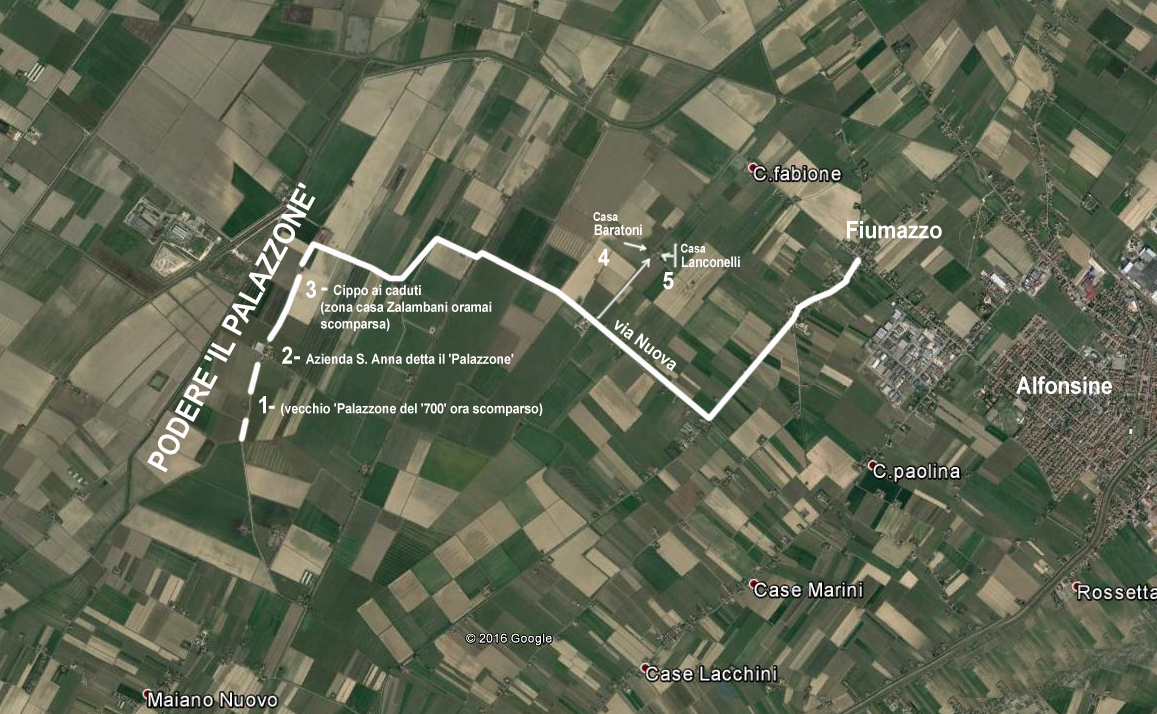 C.fabione
Fiumazzo
Casa
Baratoni
4
Casa
Lanconelli
5
PODERE 'IL PALAZZONE'
3 - Cippo ai caduti
(zona casa Zalambani oramai
scomparsa)
via Nuova
2- Azienda S. Anna detta il 'Palazzone'
Alfonsine
1- (vecchio 'Palazzone del '700' ora scomparso)
C.paolina
Case Marini
Rossetta
© 2016 Google
Case Lacchini
Maiano Nuovo